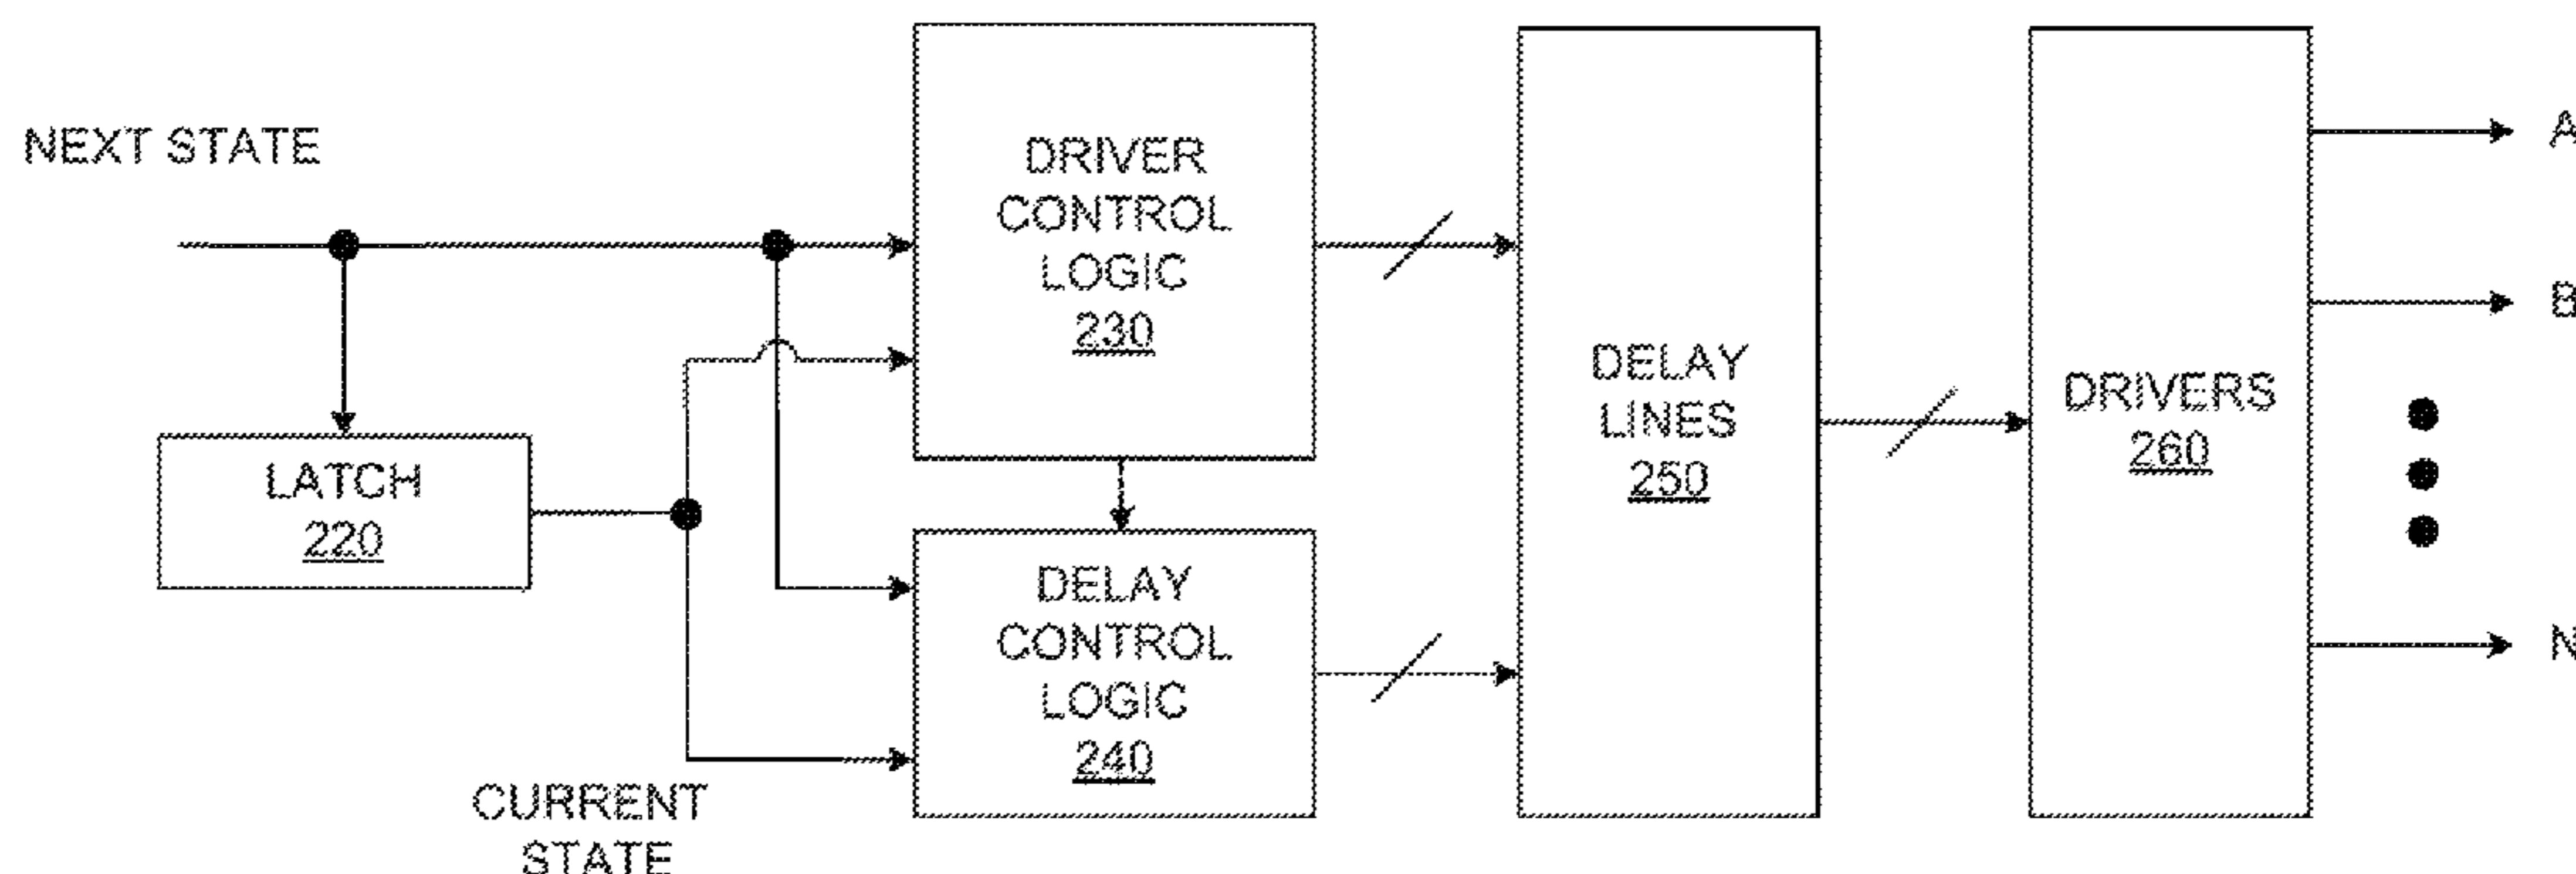 NEXT STATE
LATCH
220
CURRENT
STATE
DRIVER
CONTROL
LOGIC
230
DELAY
CONTROL
LOGIC
240
DELAY
LINES
250
DRIVERS
260
A
B
N